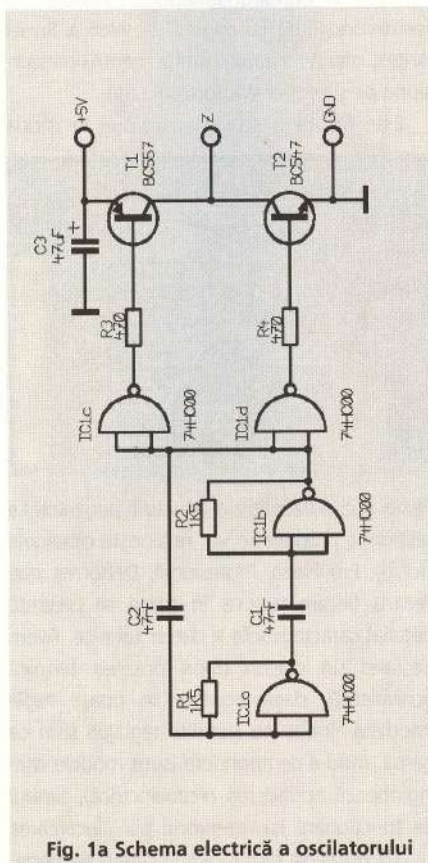 +5V
Z
GND
C3
47uF
T1
BC557
T2
BC547
R3
470
R4
470
IC1c
74HC00
IC1d
74HC00
R2
1K5
IC1b
74HC00
C2
47nF
C1
47nF
R1
1K5
IC1a
74HC00
Fig. 1a Schema electrică a oscilatorului